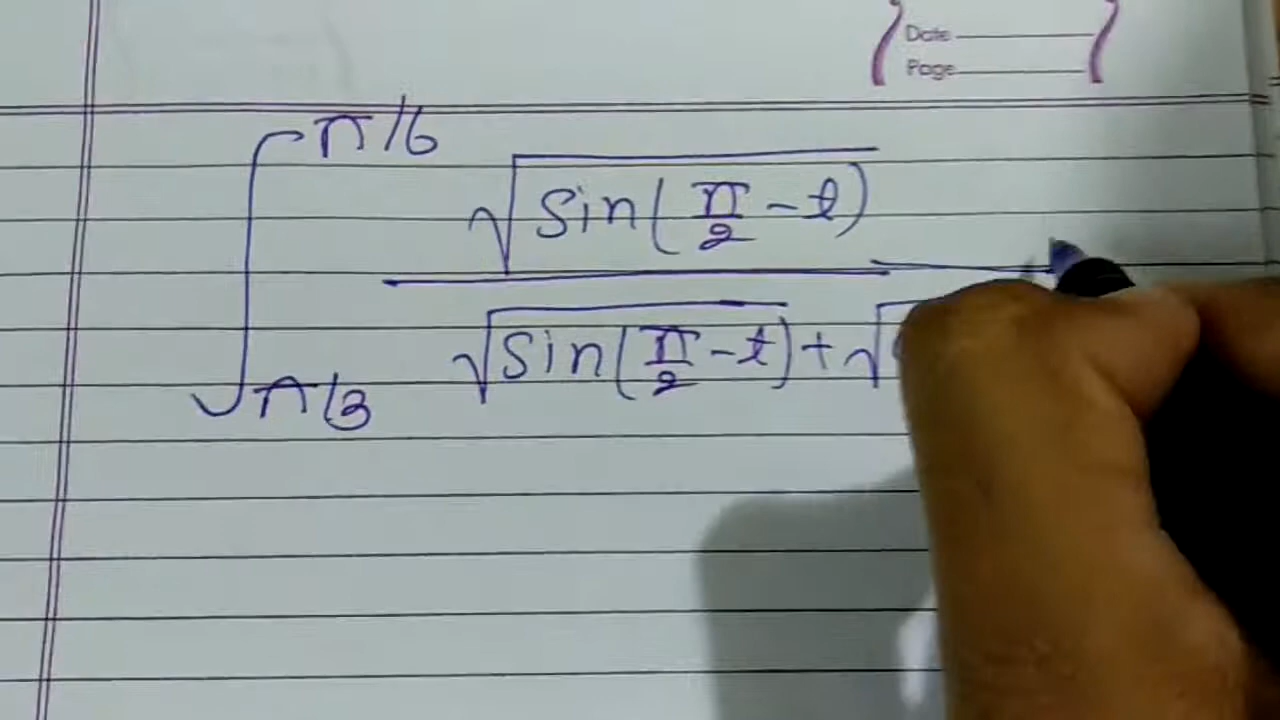 Date
Page
π/6
√sin(π/2 - t)
√sin(π/2 - t) + √
π/3